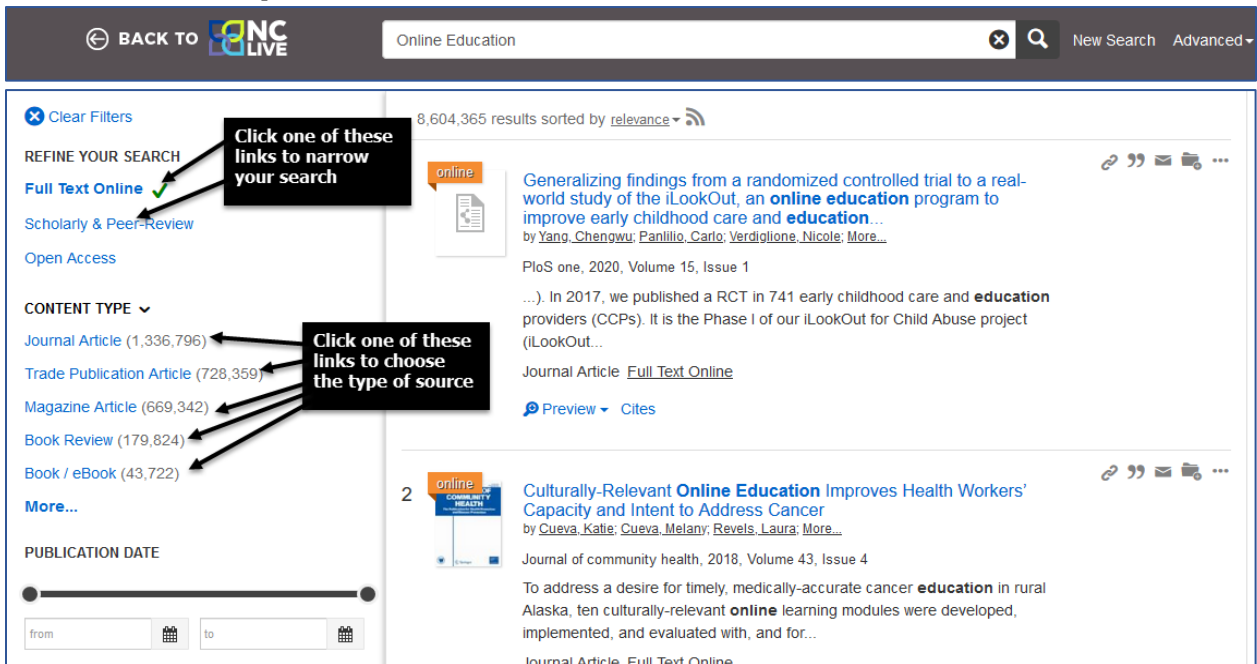 BACK TO NC LIVE
Online Education
New Search Advanced
Clear Filters
REFINE YOUR SEARCH
Full Text Online
Scholarly & Peer-Review
Open Access
Click one of these
links to narrow
your search
CONTENT TYPE
Journal Article (1,336,796)
Trade Publication Article (728,359)
Magazine Article (669,342)
Book Review (179,824)
Book / eBook (43,722)
More...
Click one of these
links to choose
the type of source
PUBLICATION DATE
from
to
8,604,365 results sorted by relevance
online
Generalizing findings from a randomized controlled trial to a real-
world study of the iLookOut, an online education program to
improve early childhood care and education...
by Yang, Chengwu; Panlilio, Carlo; Verdiglione, Nicole; More...
PloS one, 2020, Volume 15, Issue 1
...). In 2017, we published a RCT in 741 early childhood care and education
providers (CCPs). It is the Phase I of our iLookOut for Child Abuse project
(iLookOut...
Journal Article Full Text Online
Preview Cites
2
online
COMMUNITY
HEALTH
Culturally-Relevant Online Education Improves Health Workers'
Capacity and Intent to Address Cancer
by Cueva, Katie; Cueva, Melany; Revels, Laura; More...
Journal of community health, 2018, Volume 43, Issue 4
To address a desire for timely, medically-accurate cancer education in rural
Alaska, ten culturally-relevant online learning modules were developed,
implemented, and evaluated with, and for...
Journal Article Full Text Online